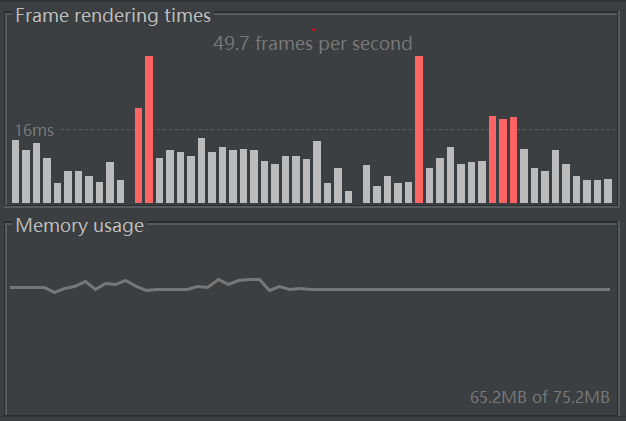 Frame rendering times
49.7 frames per second
16ms
Memory usage
65.2MB of 75.2MB